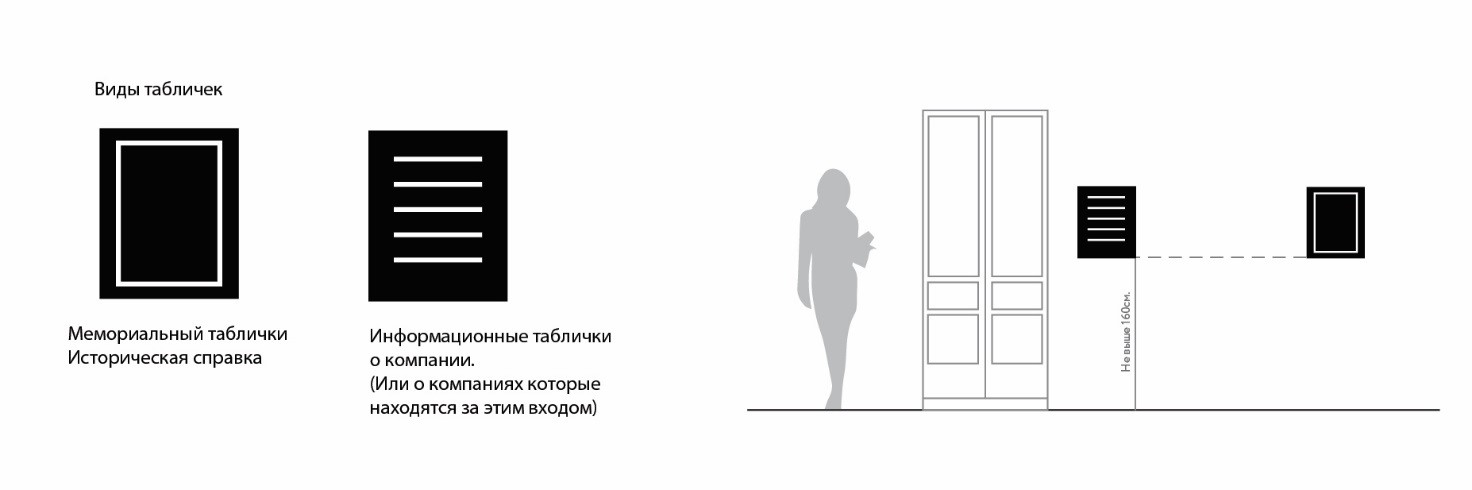 Виды табличек
Мемориальный таблички
Историческая справка
Информационные таблички
о компании.
(Или о компаниях которые
находятся за этим входом)
Не выше 160см.